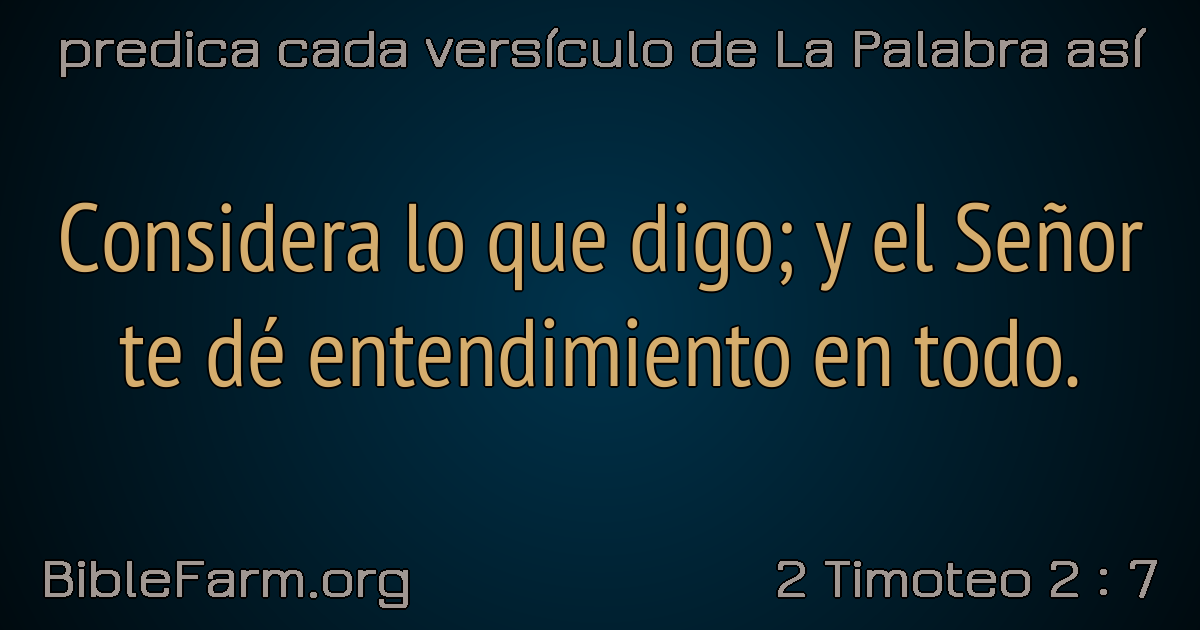 predica cada versículo de La Palabra así
Considera lo que digo; y el Señor
te dé entendimiento en todo.
BibleFarm.org
2 Timoteo 2 : 7